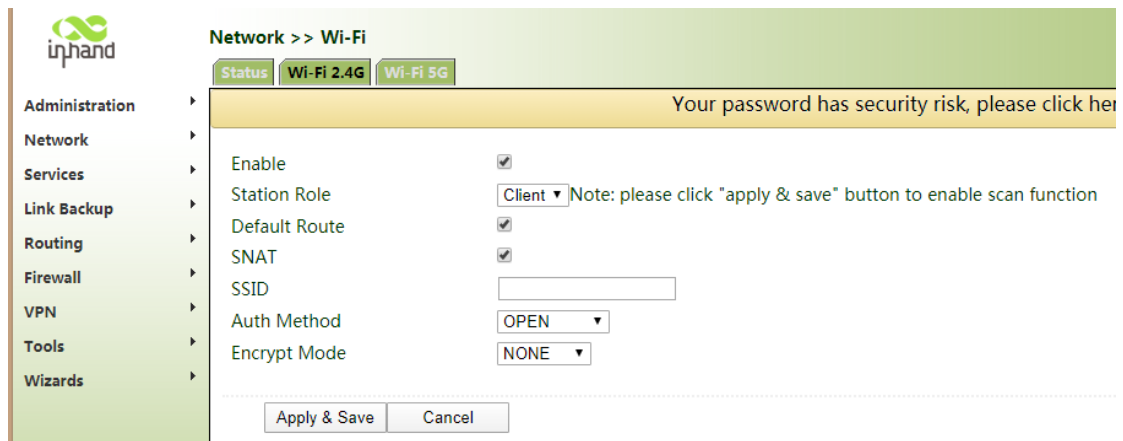 inhand
Network >> Wi-Fi
Status Wi-Fi 2.4G Wi-Fi 5G
Your password has security risk, please click
Administration
Network
Services
Link Backup
Routing
Firewall
VPN
Tools
Wizards
Enable
Station Role Client Note: please click "apply & save" button to enable scan function
Default Route
SNAT
SSID
Auth Method OPEN
Encrypt Mode NONE
Apply & Save Cancel